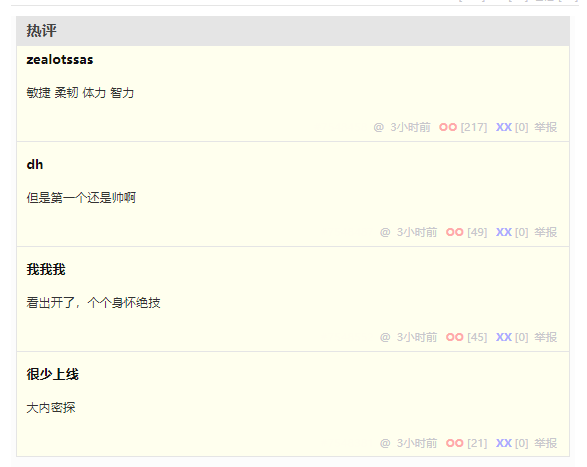 热评
zealotssas
敏捷 柔韧 体力 智力
@ 3小时前 OO [217] XX [0] 举报
dh
但是第一个还是帅啊
@ 3小时前 OO [49] XX [0] 举报
我我我
看出开了，个个身怀绝技
@ 3小时前 OO [45] XX [0] 举报
很少上线
大内密探
@ 3小时前 OO [21] XX [0] 举报